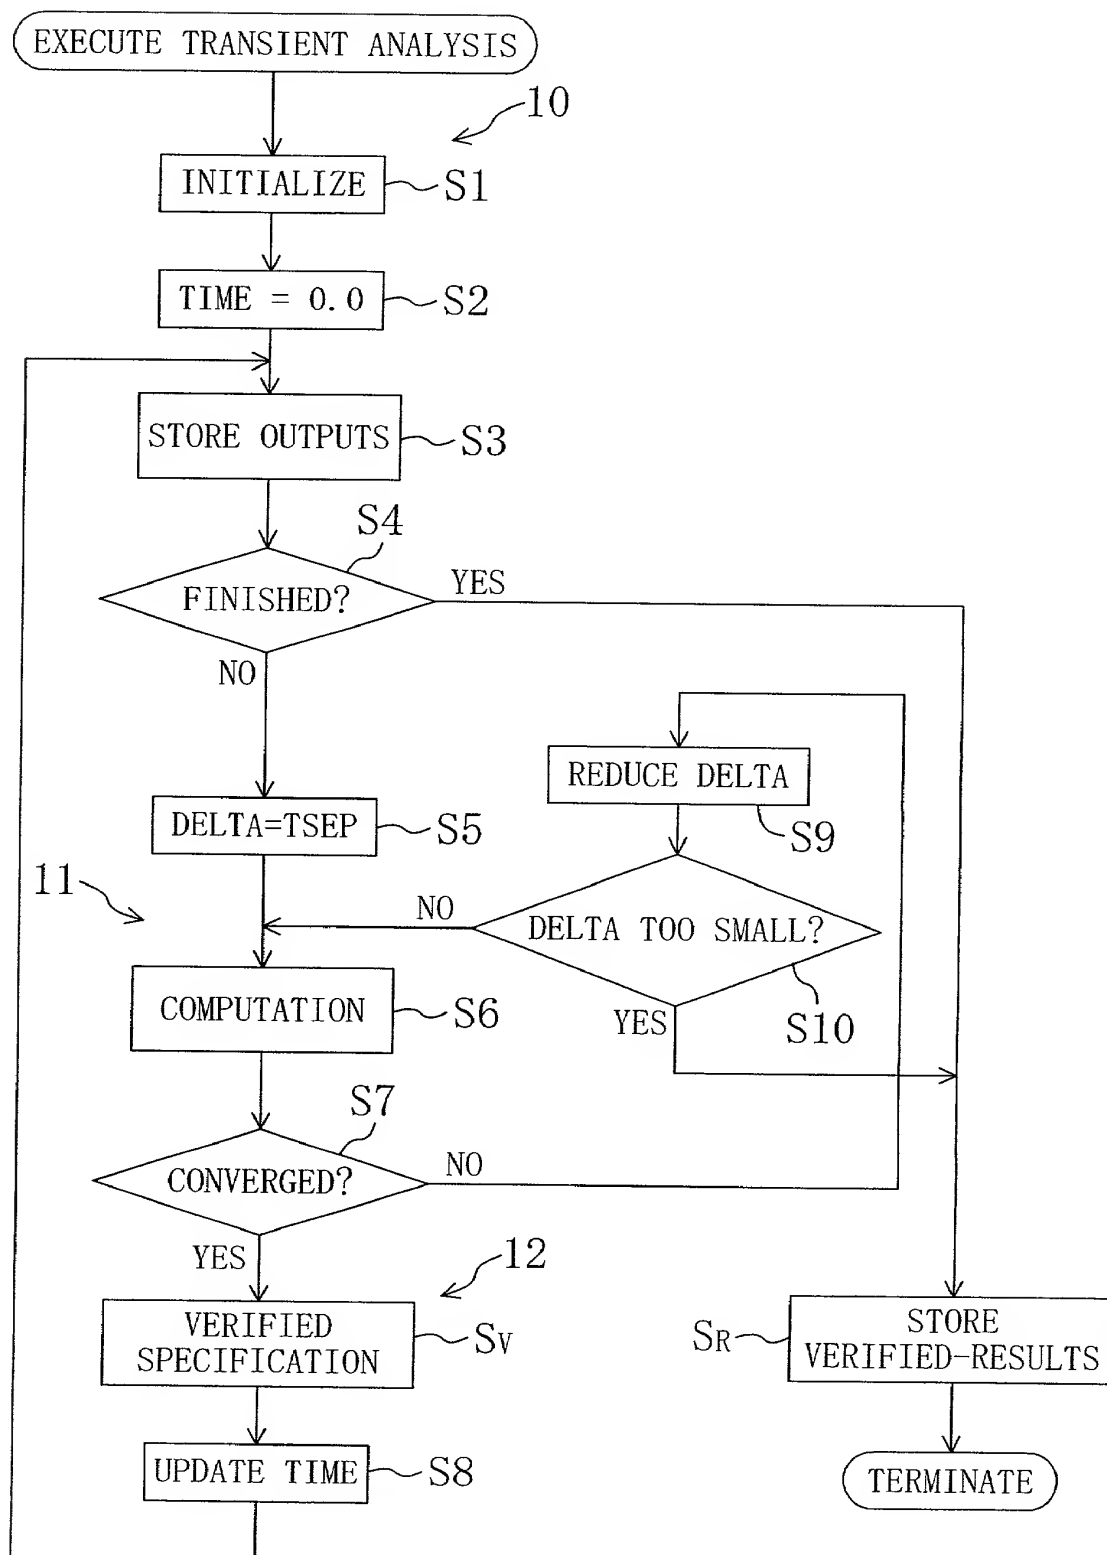 EXECUTE TRANSIENT ANALYSIS
10
INITIALIZE
S1
TIME = 0.0
S2
STORE OUTPUTS
S3
S4
FINISHED?
YES
NO
REDUCE DELTA
S9
DELTA=TSEP
S5
11
NO
DELTA TOO SMALL?
S10
YES
COMPUTATION
S6
S7
CONVERGED?
NO
YES
12
VERIFIED
SPECIFICATION
SV
SR
STORE
VERIFIED-RESULTS
UPDATE TIME
S8
TERMINATE